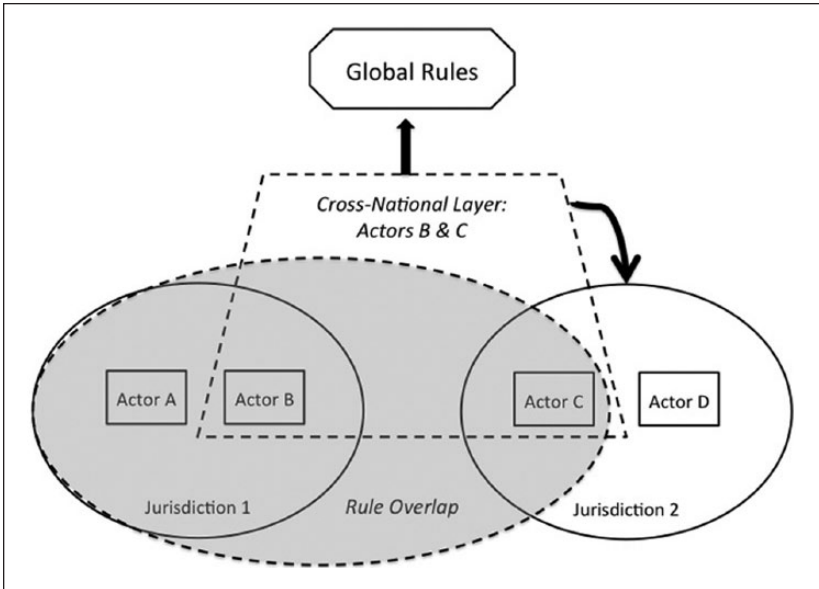 Global Rules
Cross-National Layer:
Actors B & C
Actor A
Actor B
Actor C
Actor D
Jurisdiction 1
Rule Overlap
Jurisdiction 2